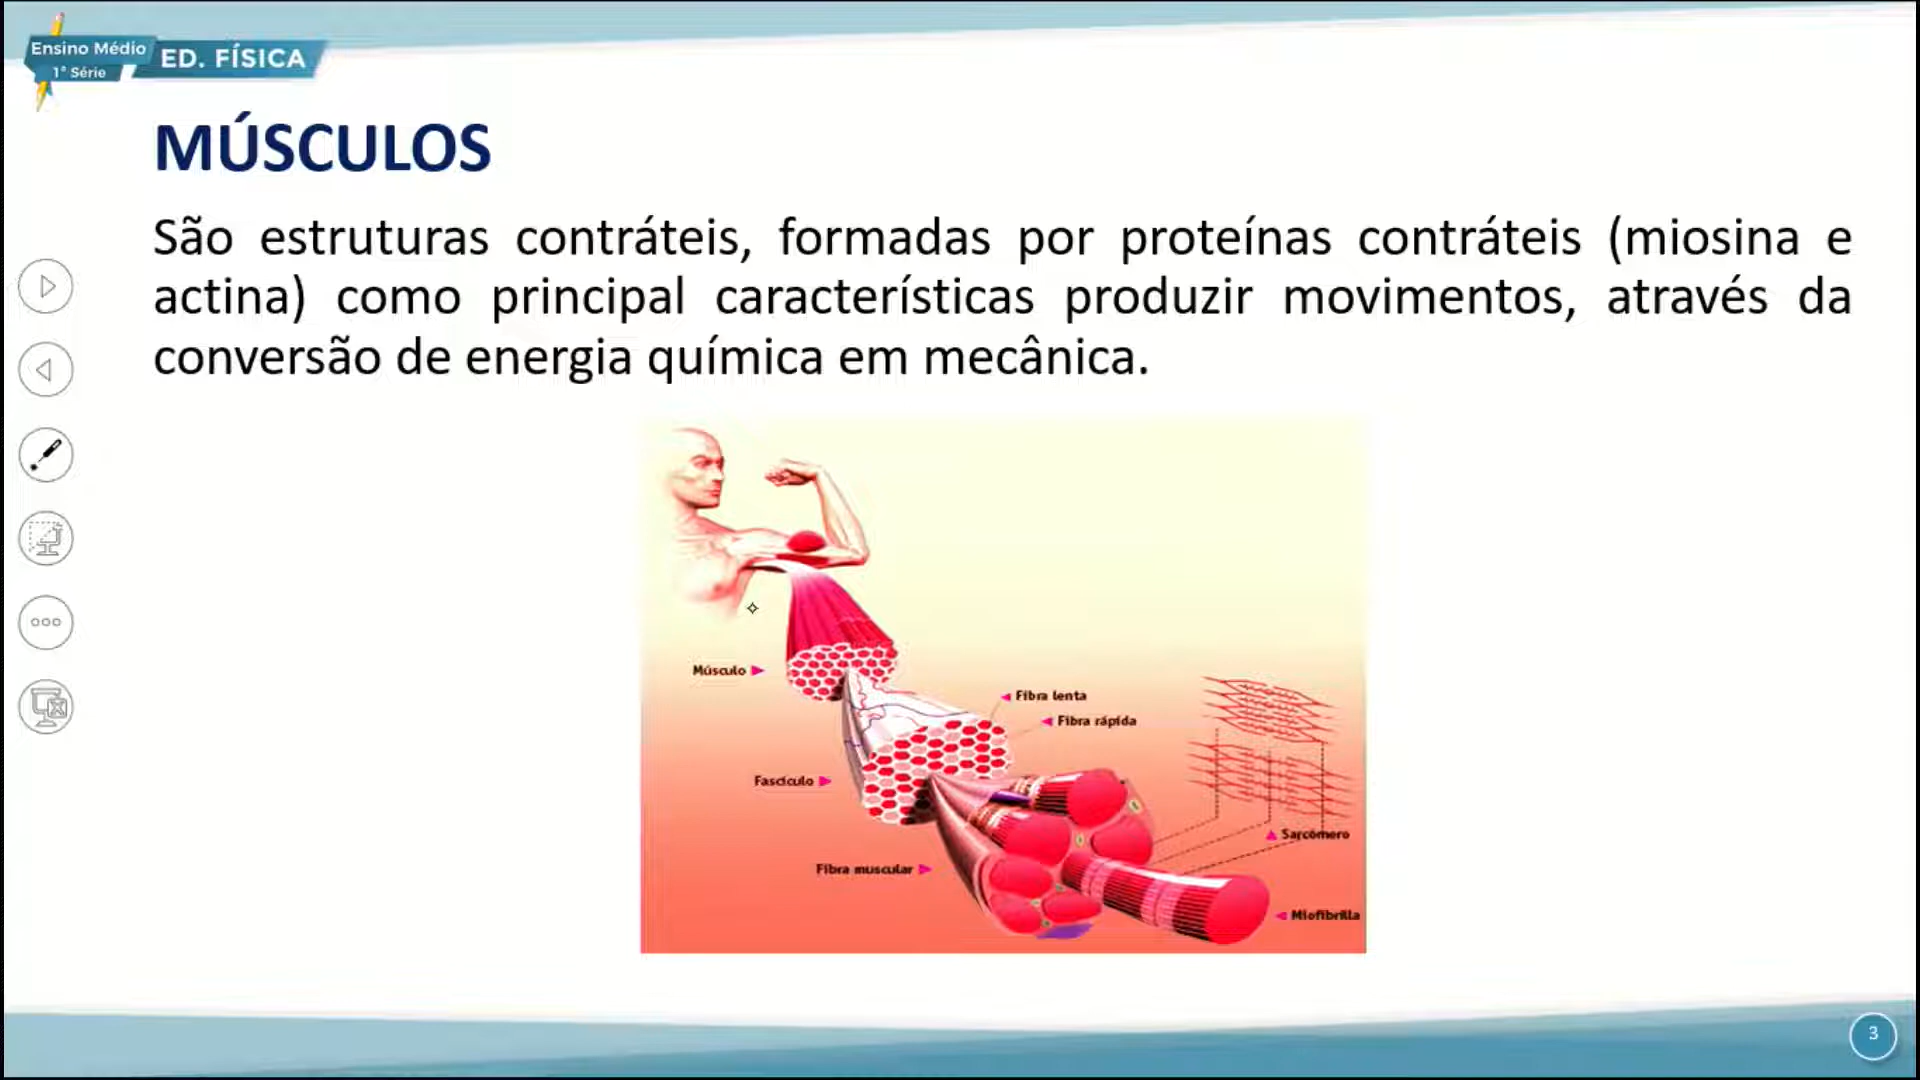 Ensino Médio
1ª Série
ED. FÍSICA
MÚSCULOS
São estruturas contráteis, formadas por proteínas contráteis (miosina e
actina) como principal características produzir movimentos, através da
conversão de energia química em mecânica.
Músculo
Fibra lenta
Fibra rápida
Fascículo
Sarcômero
Fibra muscular
Miofibrilla
3